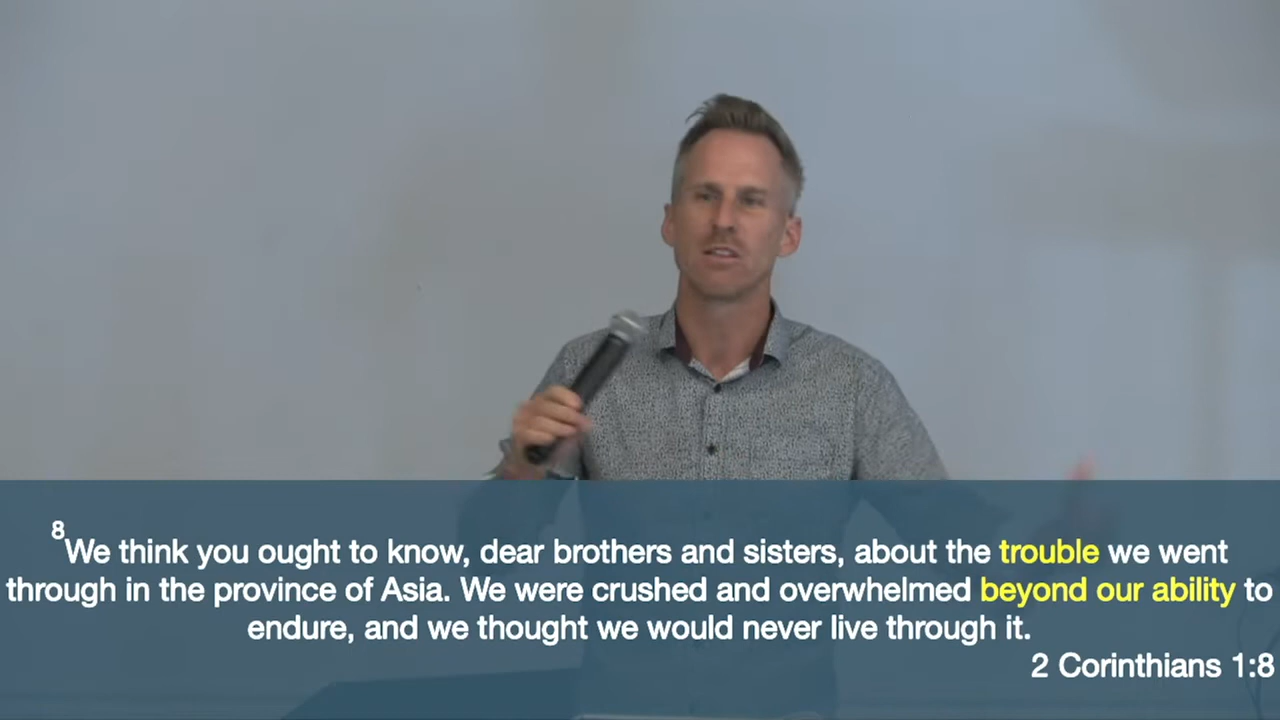 8We think you ought to know, dear brothers and sisters, about the trouble we went
through in the province of Asia. We were crushed and overwhelmed beyond our ability to
endure, and we thought we would never live through it.
2 Corinthians 1:8